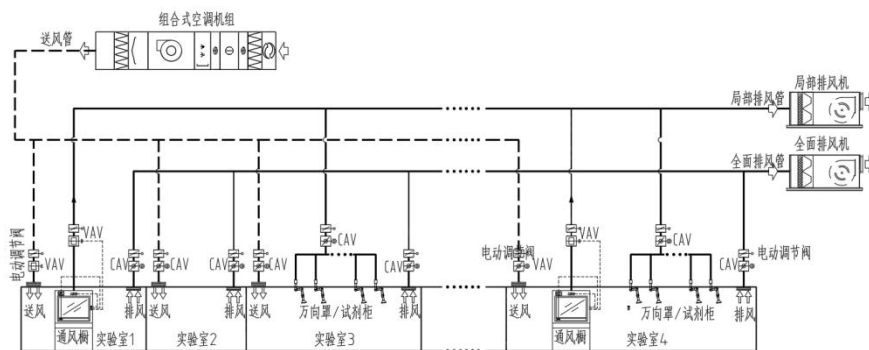 组合式空调机组
送风管
局部排风机
局部排风管
全面排风机
全面排风管
电动调节阀
VAV
VAV
CAV
CAV
CAV
CAV
CAV
CAV
电动调节阀
VAV
VAV
CAV
CAV
电动调节阀
送风
排风
送风
排风
送风
万向罩/试剂柜
排风
送风
万向罩/试剂柜
排风
通风橱
实验室1
实验室2
实验室3
通风橱
实验室4